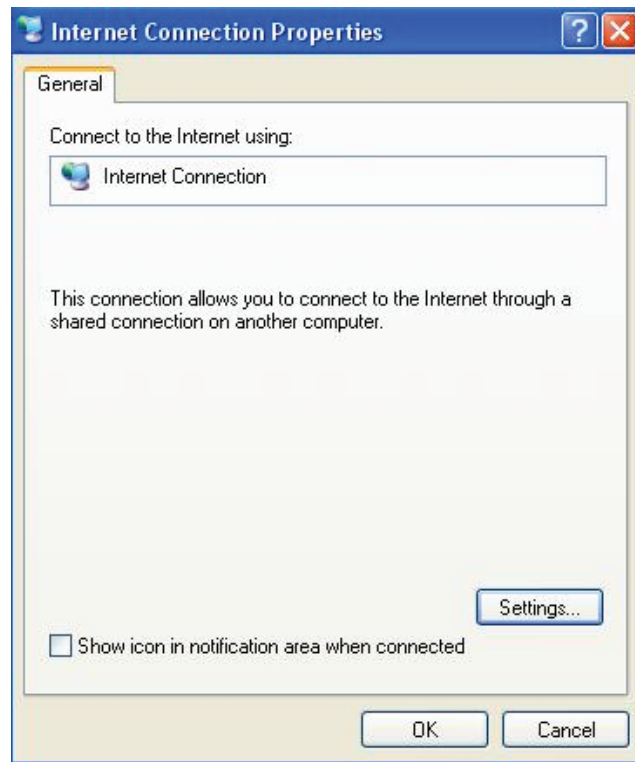 Internet Connection Properties
General
Connect to the Internet using:
Internet Connection
This connection allows you to connect to the Internet through a
shared connection on another computer.
Settings...
Show icon in notification area when connected
OK
Cancel